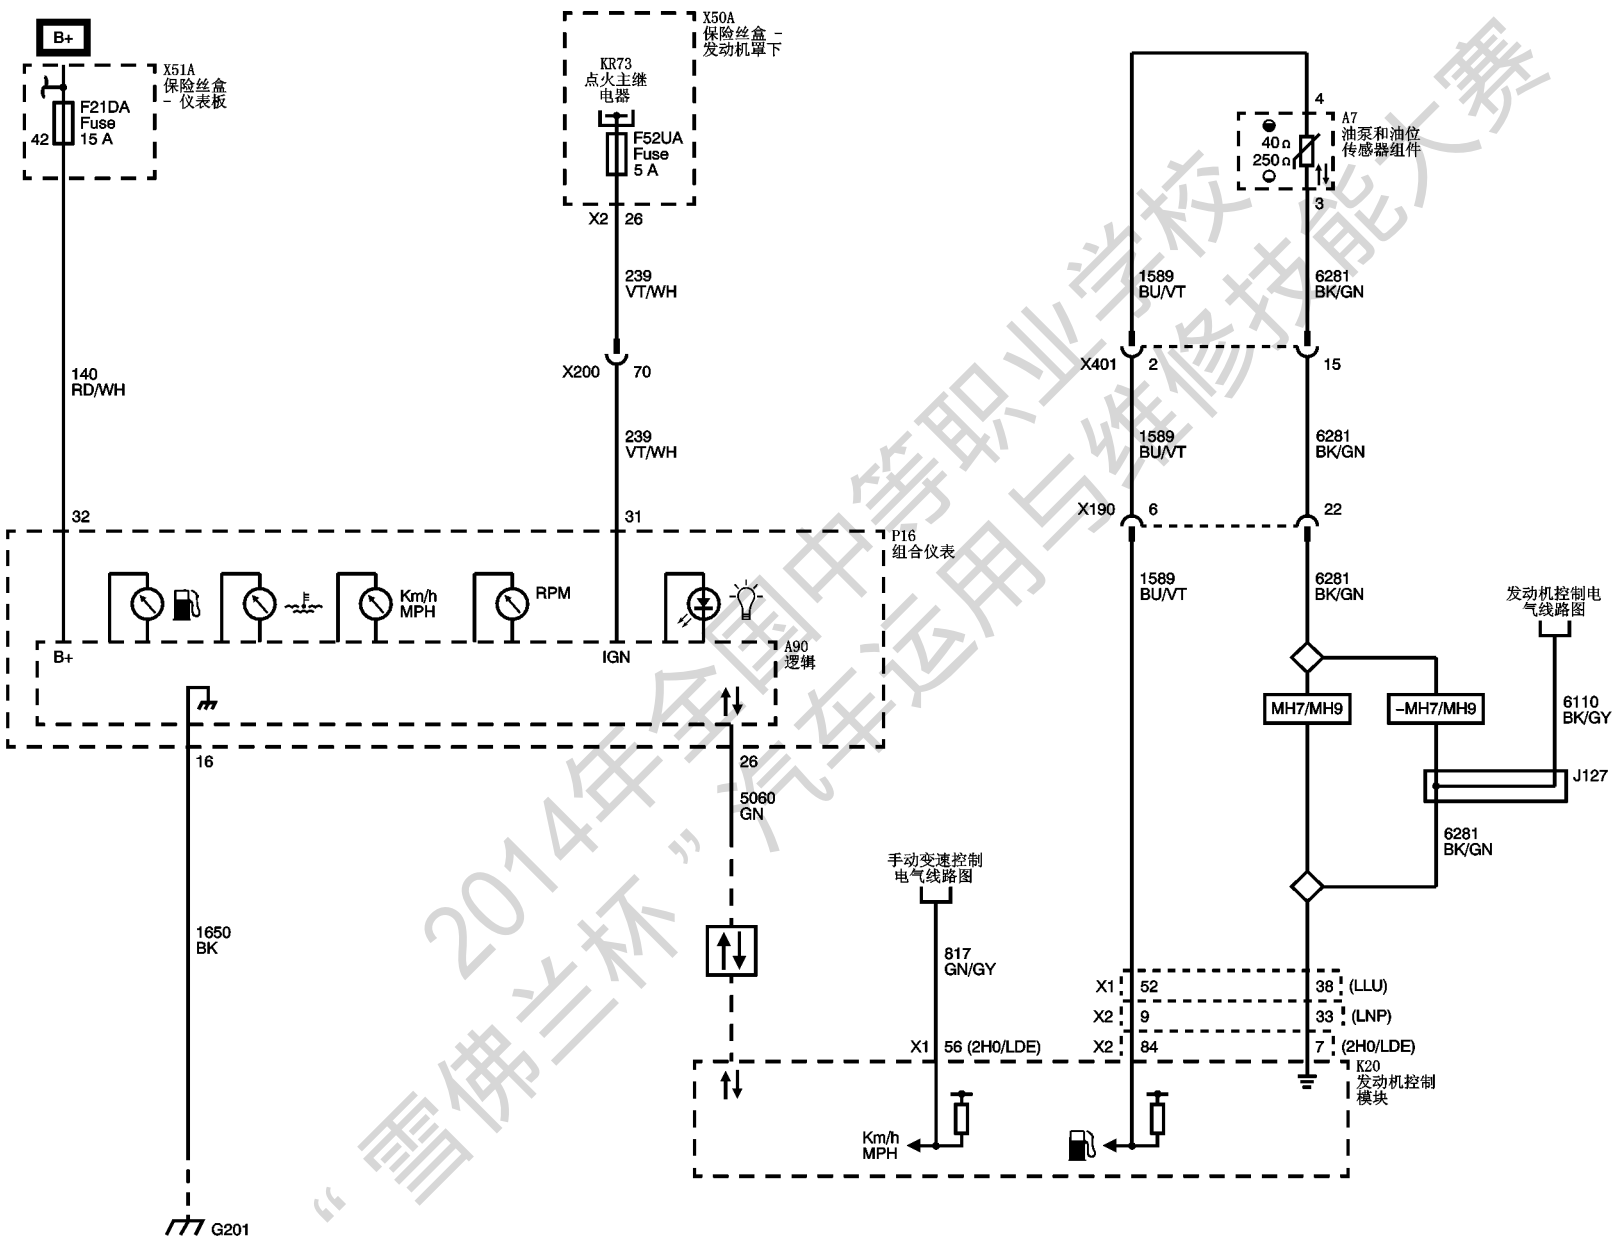 B+
X51A
保险丝盒
- 仪表板
F21DA
Fuse
15 A
42
X50A
保险丝盒 -
发动机罩下
KR73
点火主继
电器
F52UA
Fuse
5 A
X2
26
239
VT/WH
X200
70
239
VT/WH
140
RD/WH
4
A7
油泵和油位
传感器组件
40 Ω
250 Ω
3
1589
BU/VT
6281
BK/GN
X401
2
15
1589
BU/VT
6281
BK/GN
X190
6
22
1589
BU/VT
6281
BK/GN
32
31
P16
组合仪表
Km/h
MPH
RPM
B+
IGN
A90
逻辑
16
26
5060
GN
1650
BK
G201
发动机控制电
气线路图
MH7/MH9
-MH7/MH9
6110
BK/GY
J127
6281
BK/GN
手动变速控制
电气线路图
817
GN/GY
X1
52
38
(LLU)
X2
9
33
(LNP)
X1
56 (2H0/LDE)
X2
84
7
(2H0/LDE)
K20
发动机控制
模块
Km/h
MPH
2014年全国中等职业学校
“雪佛兰杯”汽车运用与维修技能大赛